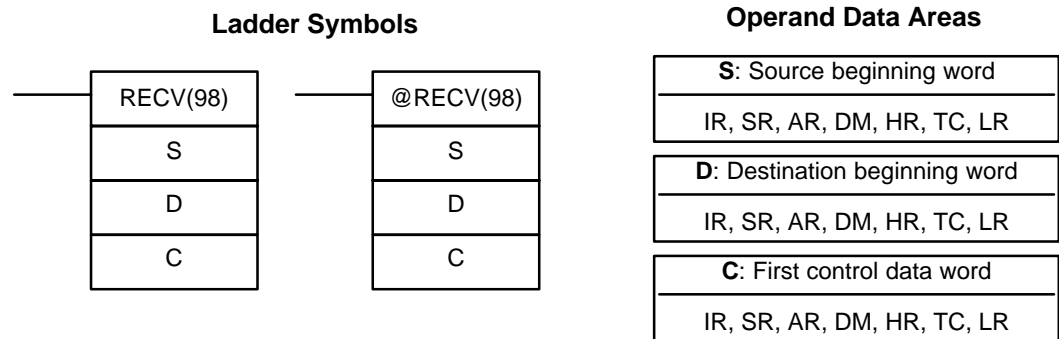 Ladder Symbols
RECV(98)
S
D
C
@RECV(98)
S
D
C
Operand Data Areas
S: Source beginning word
IR, SR, AR, DM, HR, TC, LR
D: Destination beginning word
IR, SR, AR, DM, HR, TC, LR
C: First control data word
IR, SR, AR, DM, HR, TC, LR